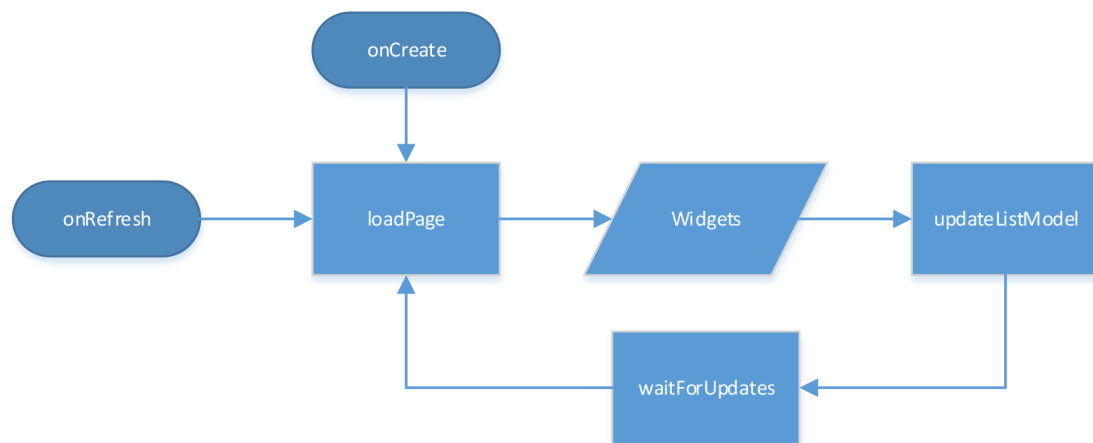 onCreate
onRefresh
loadPage
Widgets
updateListModel
waitForUpdates